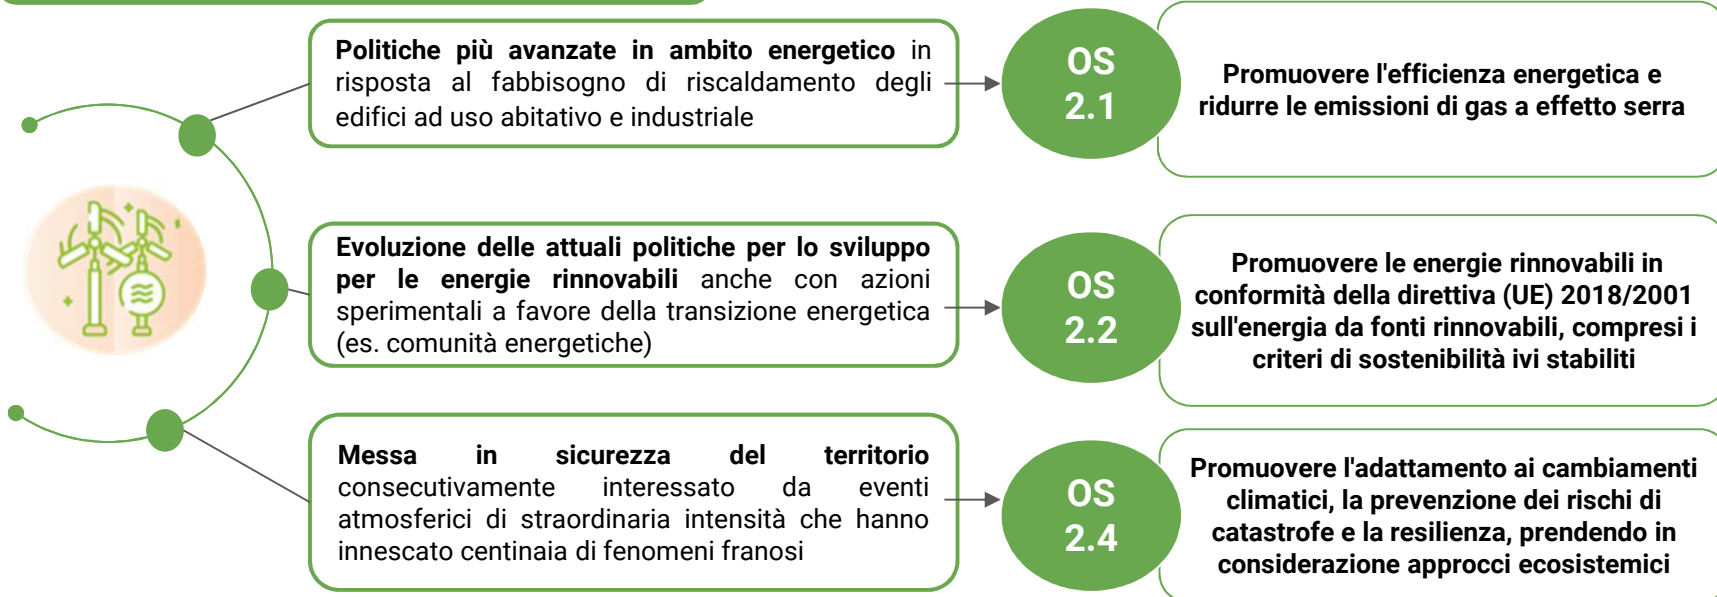 Politiche più avanzate in ambito energetico in
risposta al fabbisogno di riscaldamento degli
edifici ad uso abitativo e industriale
OS
2.1
Promuovere l'efficienza energetica e
ridurre le emissioni di gas a effetto serra
Evoluzione delle attuali politiche per lo sviluppo
per le energie rinnovabili anche con azioni
sperimentali a favore della transizione energetica
(es. comunità energetiche)
OS
2.2
Promuovere le energie rinnovabili in
conformità della direttiva (UE) 2018/2001
sull'energia da fonti rinnovabili, compresi i
criteri di sostenibilità ivi stabiliti
Messa in sicurezza del territorio
consecutivamente interessato da eventi
atmosferici di straordinaria intensità che hanno
innescato centinaia di fenomeni franosi
OS
2.4
Promuovere l'adattamento ai cambiamenti
climatici, la prevenzione dei rischi di
catastrofe e la resilienza, prendendo in
considerazione approcci ecosistemici